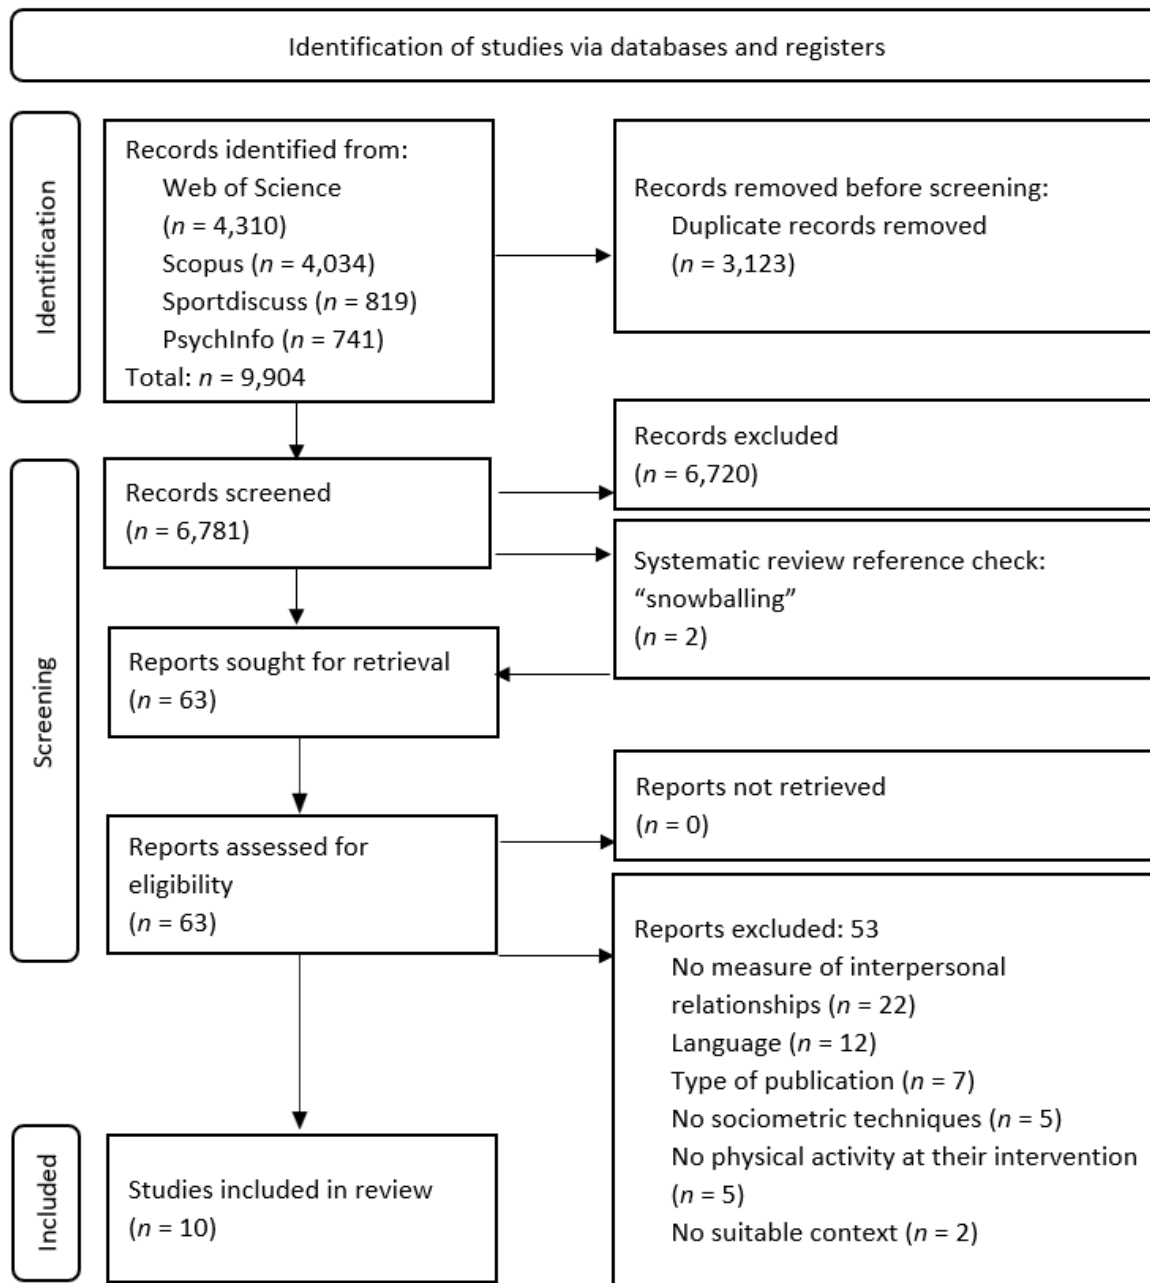 Identification of studies via databases and registers
Identification
Records identified from:
Web of Science
(n = 4,310)
Scopus (n = 4,034)
Sportdiscuss (n = 819)
PsychInfo (n = 741)
Total: n = 9,904
Records removed before screening:
Duplicate records removed
(n = 3,123)
Screening
Records screened
(n = 6,781)
Records excluded
(n = 6,720)
Systematic review reference check:
“snowballing”
(n = 2)
Reports sought for retrieval
(n = 63)
Reports not retrieved
(n = 0)
Reports assessed for
eligibility
(n = 63)
Reports excluded: 53
No measure of interpersonal
relationships (n = 22)
Language (n = 12)
Type of publication (n = 7)
No sociometric techniques (n = 5)
No physical activity at their intervention
(n = 5)
No suitable context (n = 2)
Included
Studies included in review
(n = 10)